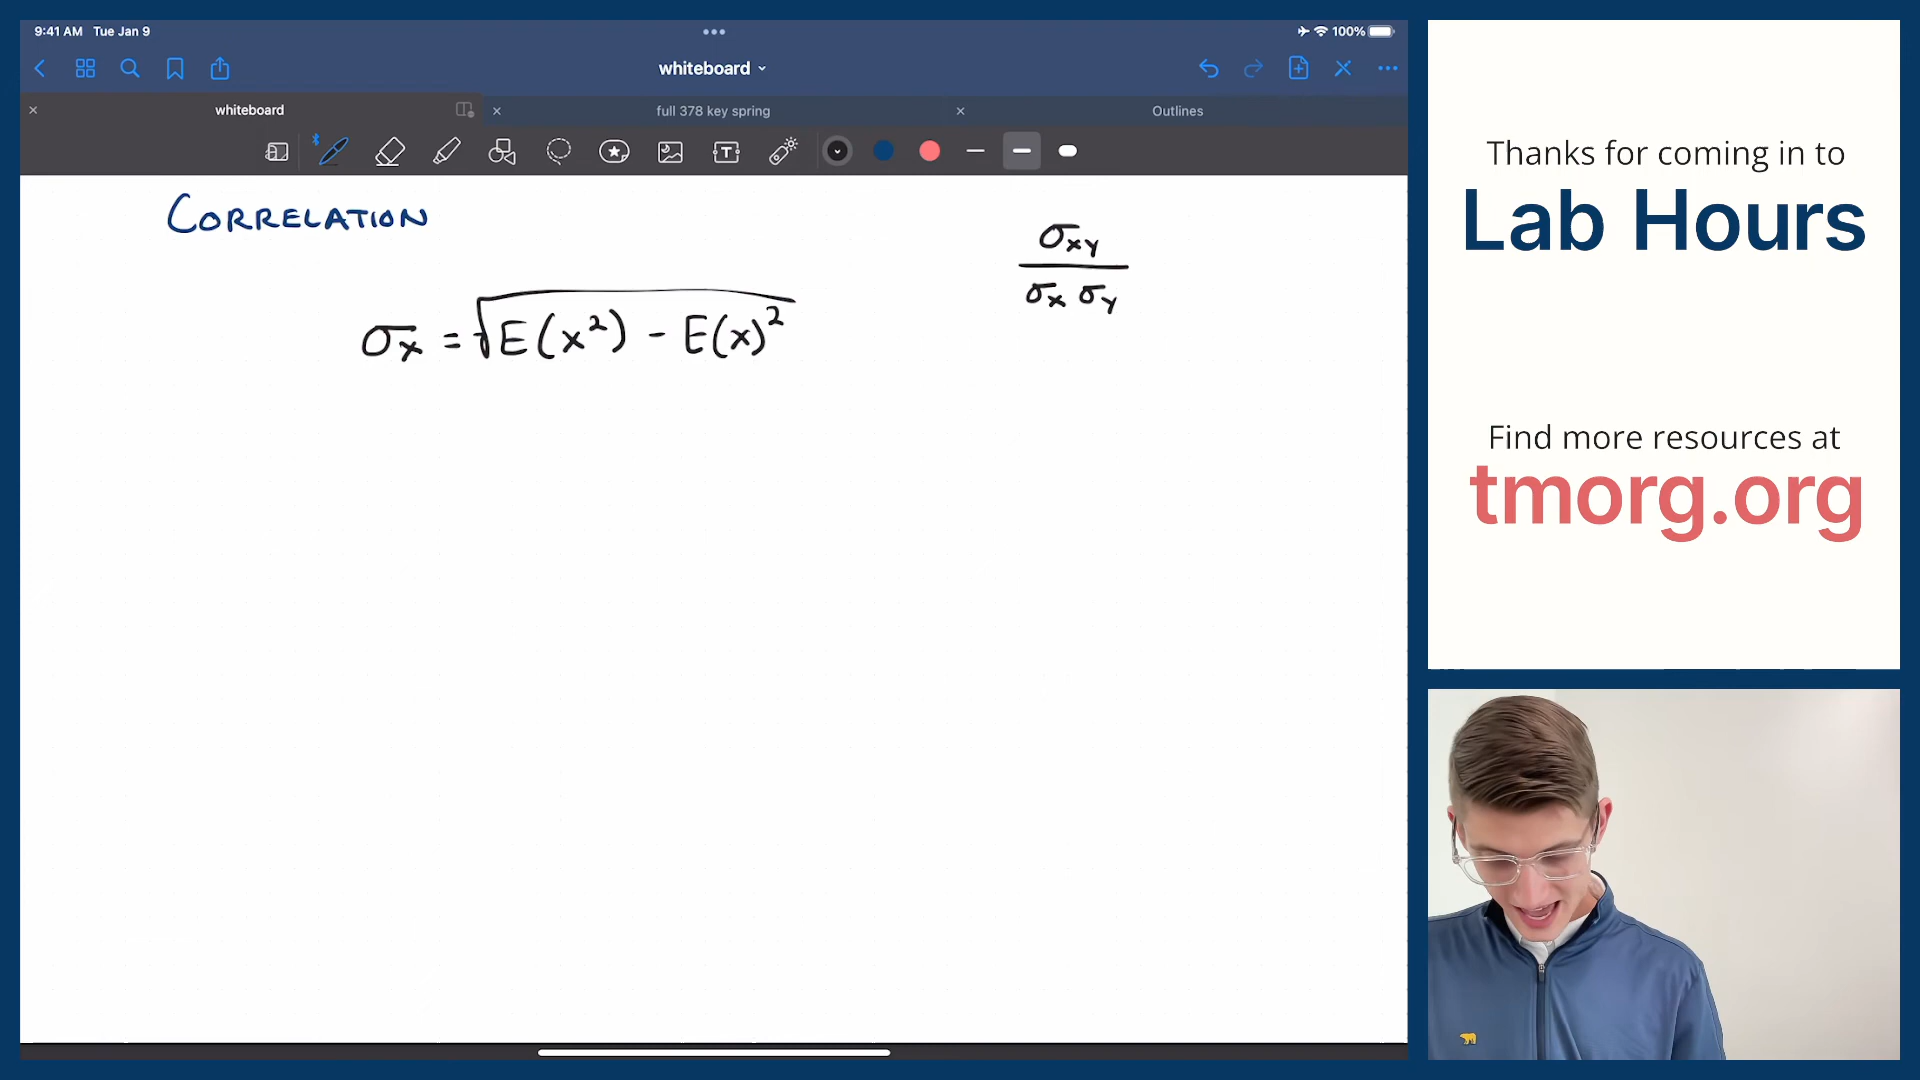 9:41 AM Tue Jan 9
100%
whiteboard
whiteboard
full 378 key spring
Outlines
CORRELATION
σxy
σx σy
σx = √E(x²) - E(x)²
Thanks for coming in to
Lab Hours
Find more resources at
tmorg.org